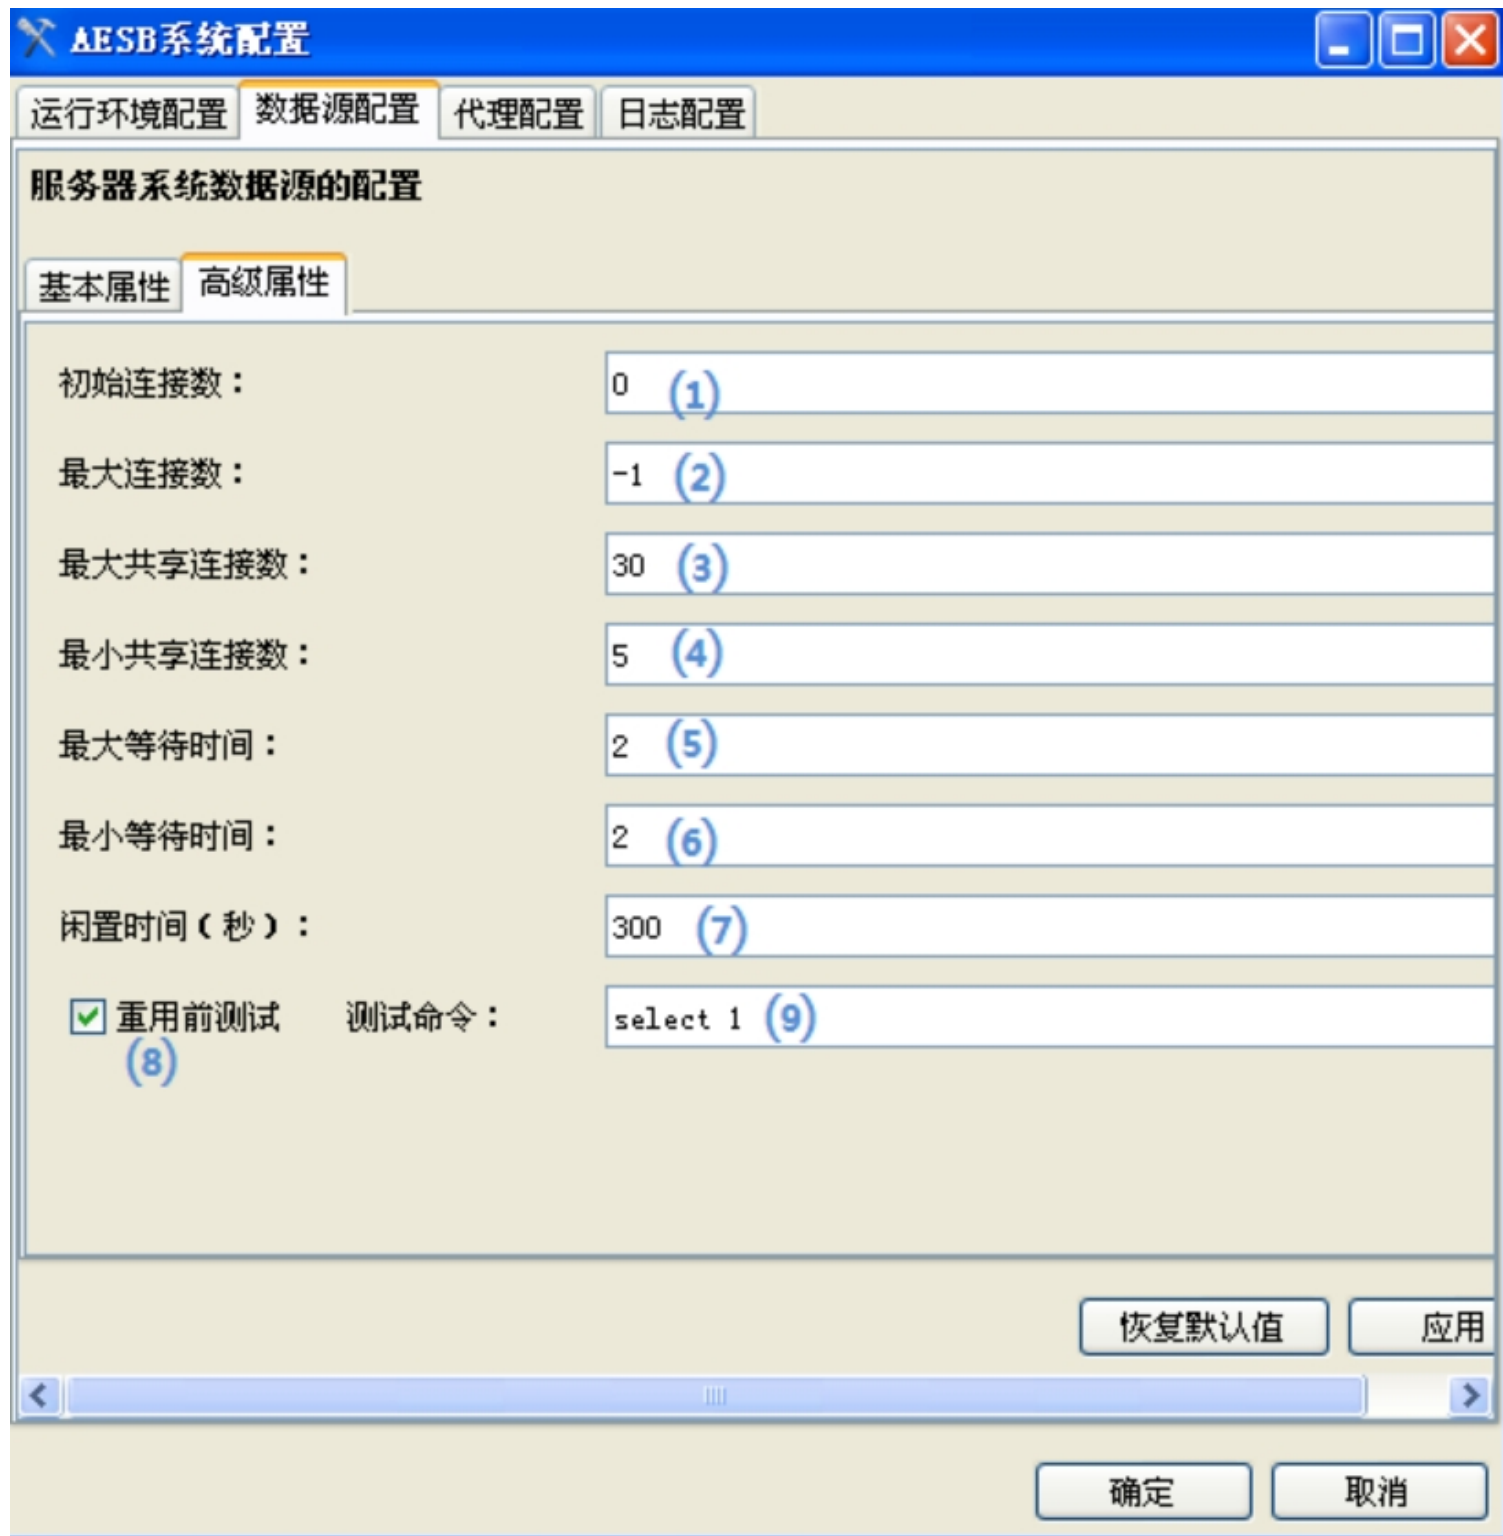 AESB系统配置
运行环境配置 数据源配置 代理配置 日志配置
服务器系统数据源的配置
基本属性 高级属性
初始连接数： 0 (1)
最大连接数： -1 (2)
最大共享连接数： 30 (3)
最小共享连接数： 5 (4)
最大等待时间： 2 (5)
最小等待时间： 2 (6)
闲置时间（秒）： 300 (7)
重用前测试 测试命令： select 1 (9)
(8)
恢复默认值 应用
确定 取消